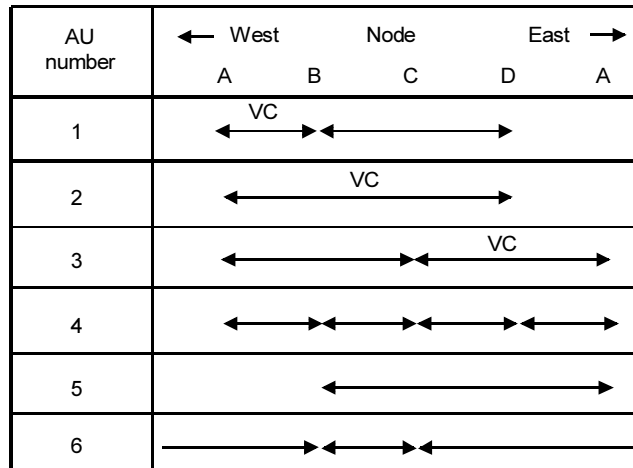 AU
number
West Node East
A B C D A
1 VC
2 VC
3 VC
4
5
6